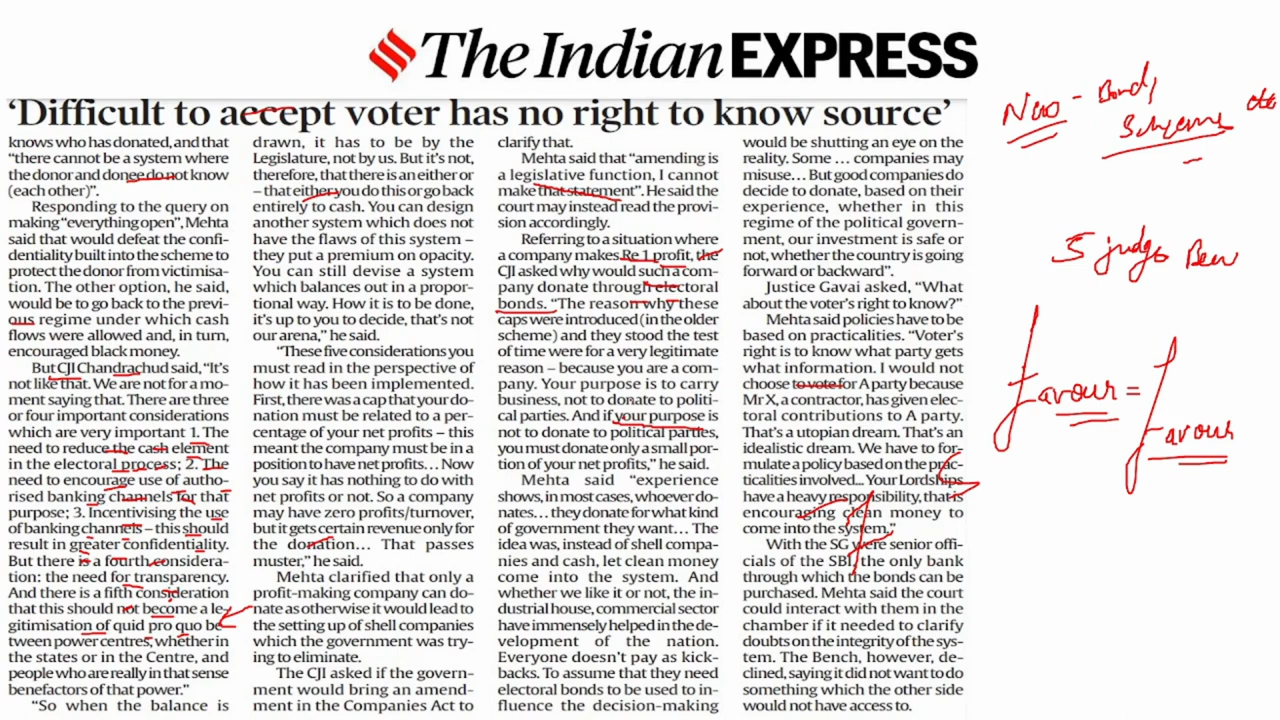 The Indian EXPRESS
'Difficult to accept voter has no right to know source'
knows who has donated, and that
"there cannot be a system where
the donor and donee do not know
(each other)".
Responding to the query on
making "everything open", Mehta
said that would defeat the confi-
dentiality built into the scheme to
protect the donor from victimisa-
tion. The other option, he said,
would be to go back to the previ-
ous regime under which cash
flows were allowed and, in turn,
encouraged black money.
But CJI Chandrachud said, "It's
not like that. We are not for a mo-
ment saying that. There are three
or four important considerations
which are very important 1. The
need to reduce the cash element
in the electoral process; 2. The
need to encourage use of autho-
rised banking channels for that
purpose; 3. Incentivising the use
of banking channels – this should
result in greater confidentiality.
But there is a fourth considera-
tion: the need for transparency.
And there is a fifth consideration
that this should not become a le-
gitimisation of quid pro quo be-
tween power centres, whether in
the states or in the Centre, and
people who are really in that sense
benefactors of that power."
"So when the balance is
drawn, it has to be by the
Legislature, not by us. But it's not,
therefore, that there is an either or
– that either you do this or go back
entirely to cash. You can design
another system which does not
have the flaws of this system –
they put a premium on opacity.
You can still devise a system
which balances out in a propor-
tional way. How it is to be done,
it's up to you to decide, that's not
our arena," he said.
"These five considerations you
must read in the perspective of
how it has been implemented.
First, there was a cap that your do-
nation must be related to a per-
centage of your net profits – this
meant the company must be in a
position to have net profits... Now
you say it has nothing to do with
net profits or not. So a company
may have zero profits/turnover,
but it gets certain revenue only for
the donation... That passes
muster," he said.
Mehta clarified that only a
profit-making company can do-
nate as otherwise it would lead to
the setting up of shell companies
which the government was try-
ing to eliminate.
The CJI asked if the govern-
ment would bring an amend-
ment in the Companies Act to
clarify that.
Mehta said that "amending is
a legislative function, I cannot
make that statement". He said the
court may instead read the provi-
sion accordingly.
Referring to a situation where
a company makes Re 1 profit, the
CJI asked why would such a com-
pany donate through electoral
bonds. "The reason why these
caps were introduced (in the older
scheme) and they stood the test
of time were for a very legitimate
reason – because you are a com-
pany. Your purpose is to carry
business, not to donate to politi-
cal parties. And if your purpose is
not to donate to political parties,
you must donate only a small por-
tion of your net profits," he said.
Mehta said "experience
shows, in most cases, whoever do-
nates... they donate for what kind
of government they want... The
idea was, instead of shell compa-
nies and cash, let clean money
come into the system. And
whether we like it or not, the in-
dustrial house, commercial sector
have immensely helped in the de-
velopment of the nation.
Everyone doesn't pay as kick-
backs. To assume that they need
electoral bonds to be used to in-
fluence the decision-making
would be shutting an eye on the
reality. Some ... companies may
misuse... But good companies do
decide to donate, based on their
experience, whether in this
regime of the political govern-
ment, our investment is safe or
not, whether the country is going
forward or backward".
Justice Gavai asked, "What
about the voter's right to know?"
Mehta said policies have to be
based on practicalities. "Voter's
right is to know what party gets
what information. I would not
choose to vote for A party because
Mr X, a contractor, has given elec-
toral contributions to A party.
That's a utopian dream. That's an
idealistic dream. We have to for-
mulate a policy based on the prac-
ticalities involved... Your Lordships
have a heavy responsibility, that is
encouraging clean money to
come into the system."
With the SG were senior offi-
cials of the SBI, the only bank
through which the bonds can be
purchased. Mehta said the court
could interact with them in the
chamber if it needed to clarify
doubts on the integrity of the sys-
tem. The Bench, however, de-
clined, saying it did not want to do
something which the other side
would not have access to.
Bond
Scheme
5 judge Ben
favour = favour